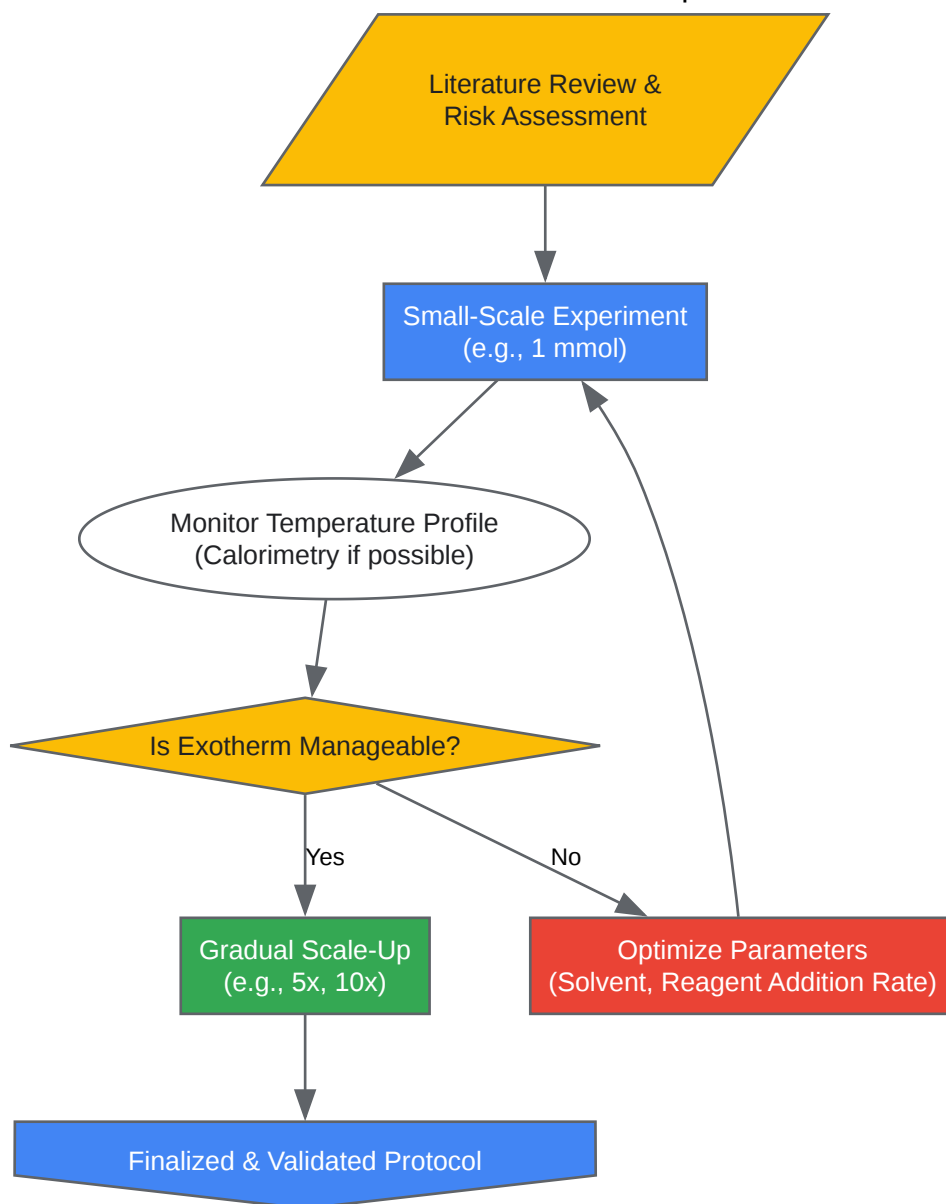 Literature Review &
Risk Assessment
Small-Scale Experiment
(e.g., 1 mmol)
Monitor Temperature Profile
(Calorimetry if possible)
Is Exotherm Manageable?
Yes
No
Gradual Scale-Up
(e.g., 5x, 10x)
Optimize Parameters
(Solvent, Reagent Addition Rate)
Finalized & Validated Protocol